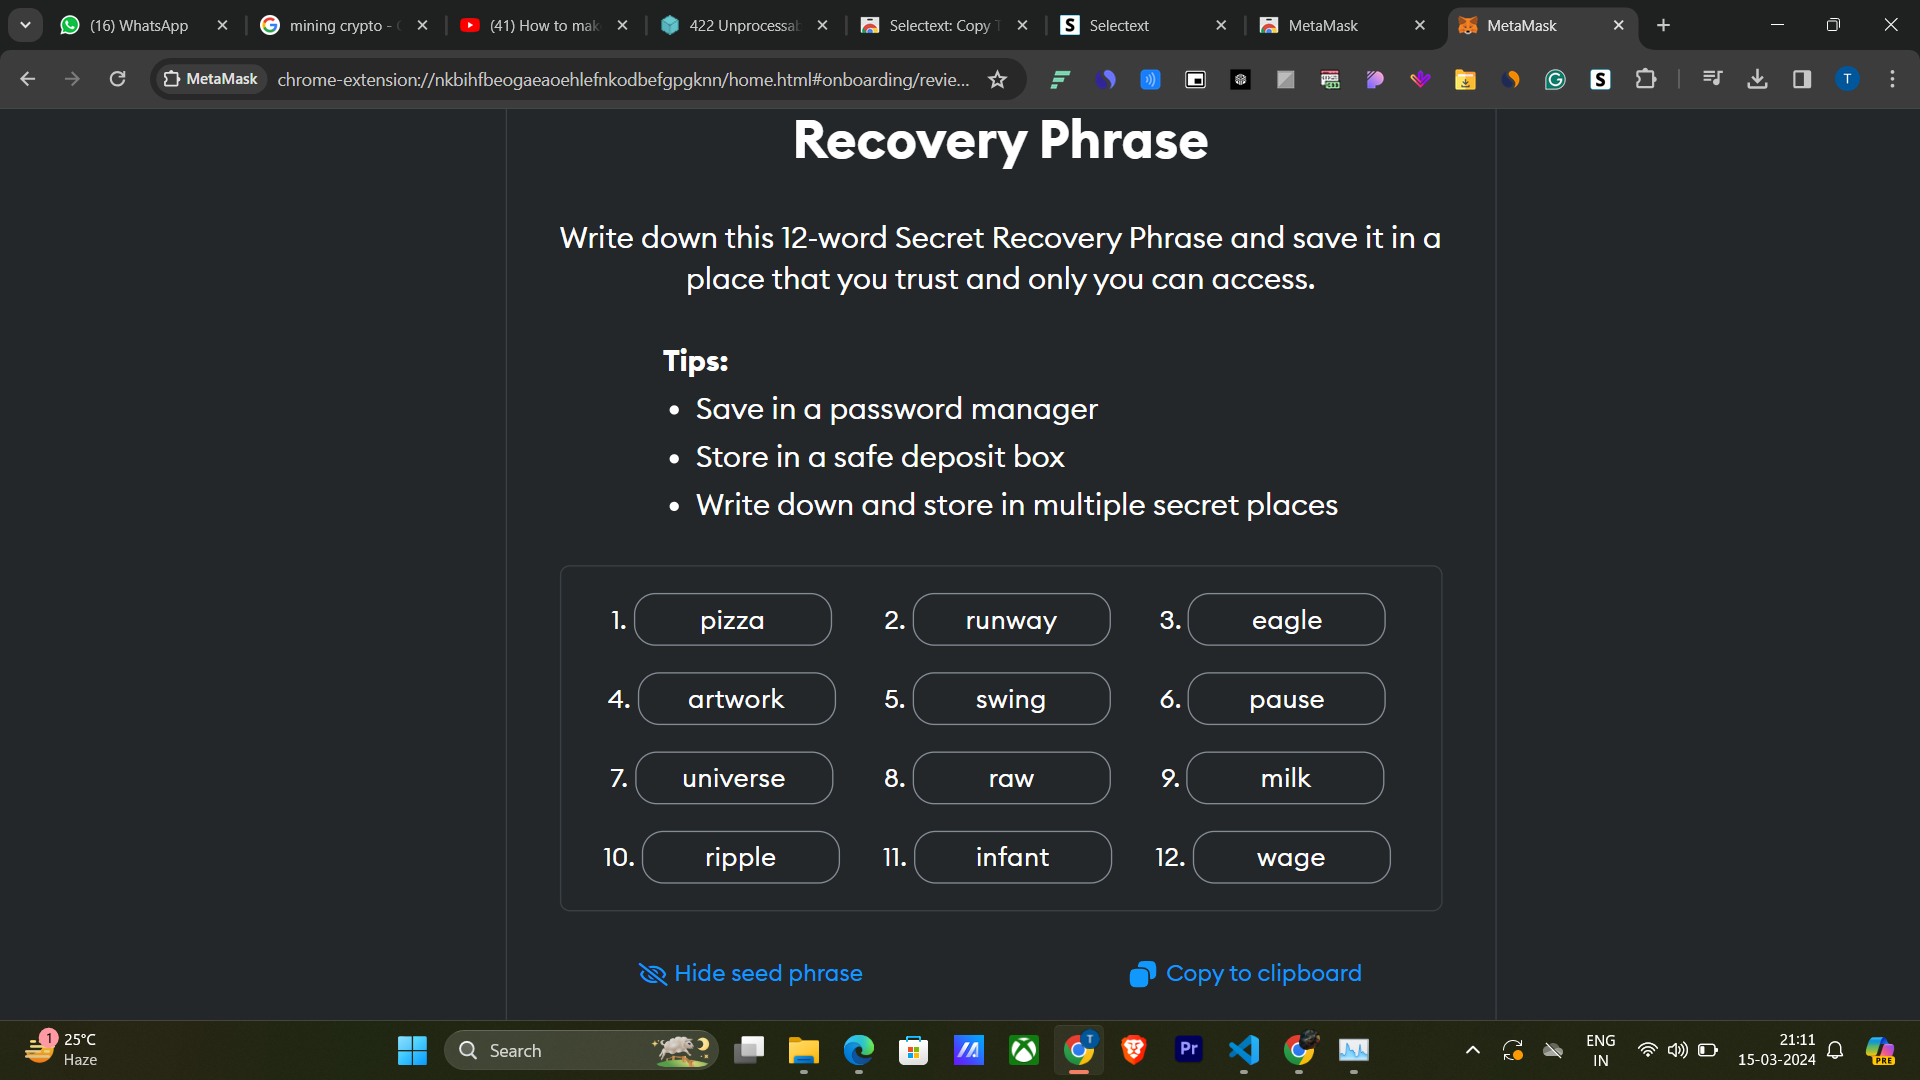 (16) WhatsApp
mining crypto -
(41) How to mak
422 Unprocessab
Selectext: Copy T
Selectext
MetaMask
MetaMask
MetaMask
chrome-extension://nkbihfbeogaeaoehlefnkodbefgpgknn/home.html#onboarding/revie...
T
Recovery Phrase
Write down this 12-word Secret Recovery Phrase and save it in a
place that you trust and only you can access.
Tips:
• Save in a password manager
• Store in a safe deposit box
• Write down and store in multiple secret places
1. pizza 2. runway 3. eagle
4. artwork 5. swing 6. pause
7. universe 8. raw 9. milk
10. ripple 11. infant 12. wage
Hide seed phrase
Copy to clipboard
1
25°C
Haze
Search
T
Pr
ENG
IN
21:11
15-03-2024
PRE